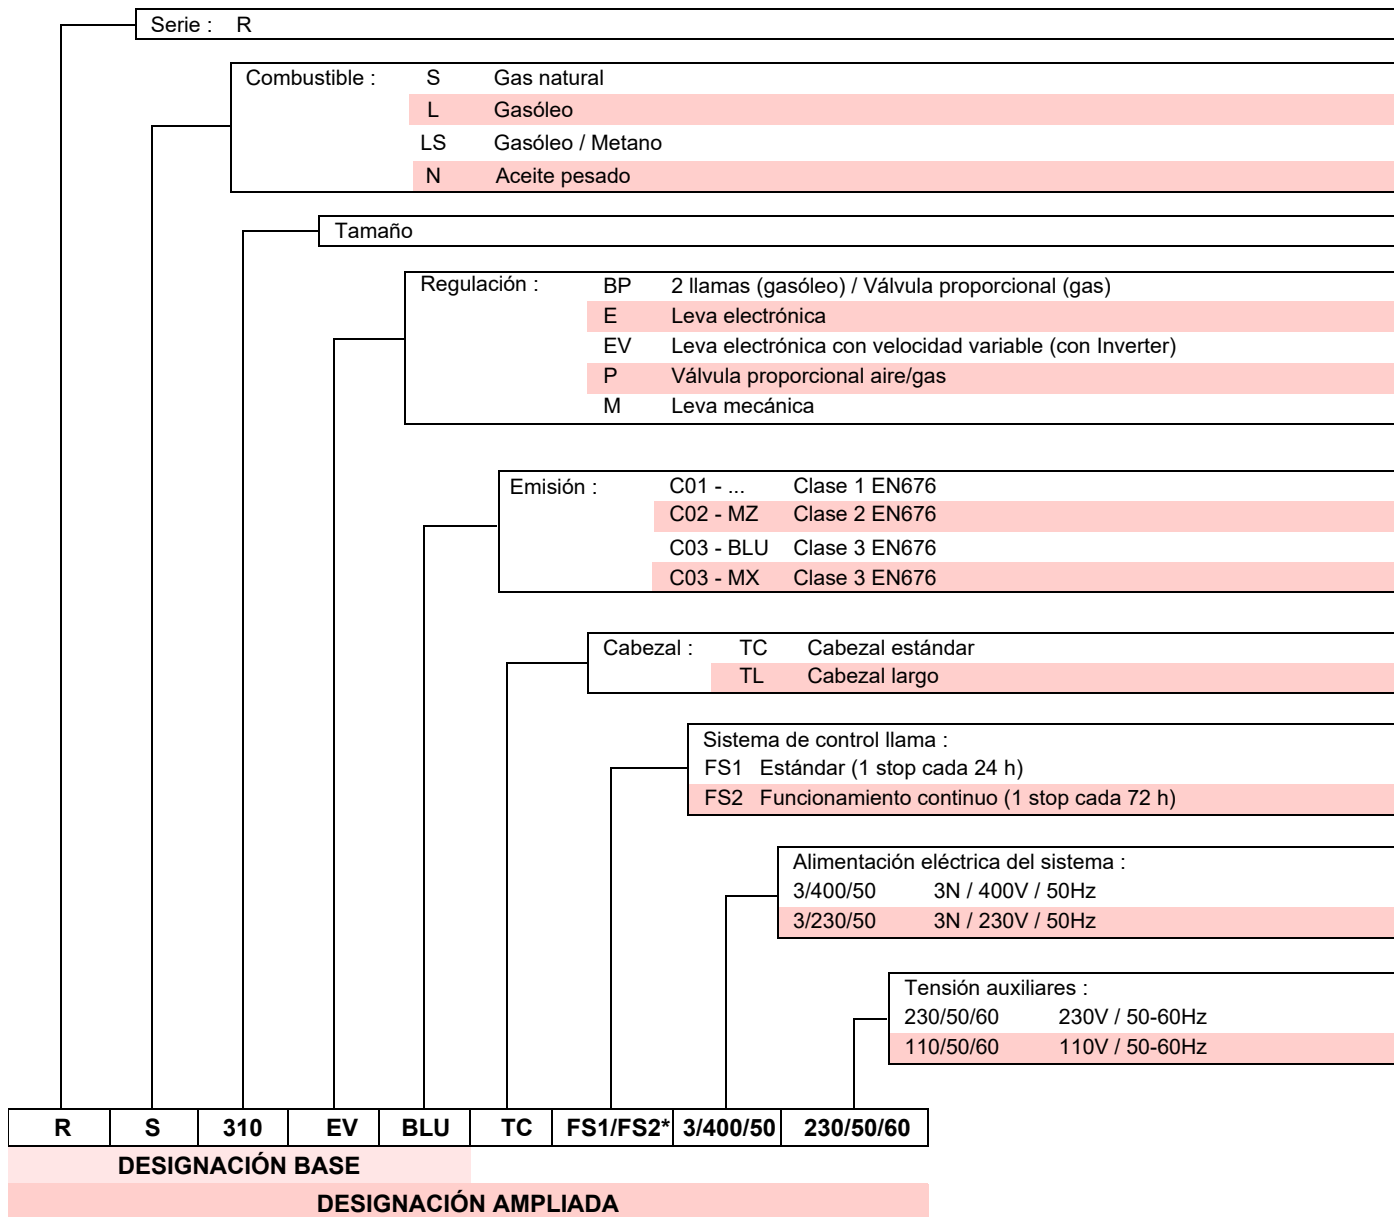 Serie : R
Combustible : S Gas natural
L Gasóleo
LS Gasóleo / Metano
N Aceite pesado
Tamaño
Regulación : BP 2 llamas (gasóleo) / Válvula proporcional (gas)
E Leva electrónica
EV Leva electrónica con velocidad variable (con Inverter)
P Válvula proporcional aire/gas
M Leva mecánica
Emisión : C01 - ... Clase 1 EN676
C02 - MZ Clase 2 EN676
C03 - BLU Clase 3 EN676
C03 - MX Clase 3 EN676
Cabezal : TC Cabezal estándar
TL Cabezal largo
Sistema de control llama :
FS1 Estándar (1 stop cada 24 h)
FS2 Funcionamiento continuo (1 stop cada 72 h)
Alimentación eléctrica del sistema :
3/400/50 3N / 400V / 50Hz
3/230/50 3N / 230V / 50Hz
Tensión auxiliares :
230/50/60 230V / 50-60Hz
110/50/60 110V / 50-60Hz
R S 310 EV BLU TC FS1/FS2* 3/400/50 230/50/60
DESIGNACIÓN BASE
DESIGNACIÓN AMPLIADA